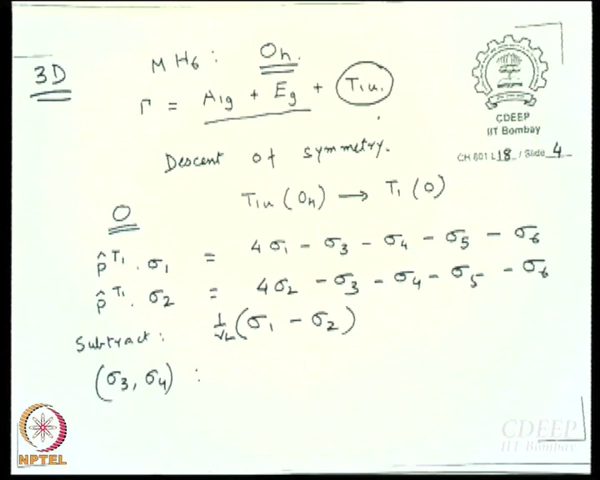 3D
MH6 : Oh.
Γ = A1g + Eg + T1u.
Descent of symmetry.
T1u (Oh) → T1 (O)
O
P̂^T1 . σ1 = 4σ1 − σ3 − σ4 − σ5 − σ6
P̂^T1 . σ2 = 4σ2 − σ3 − σ4 − σ5 − σ6
Subtract : 1/√2 (σ1 − σ2)
(σ3, σ4) :
CDEEP
IIT Bombay
CH 801 L 18 / Slide 4
NPTEL
CDEEP
IIT Bombay